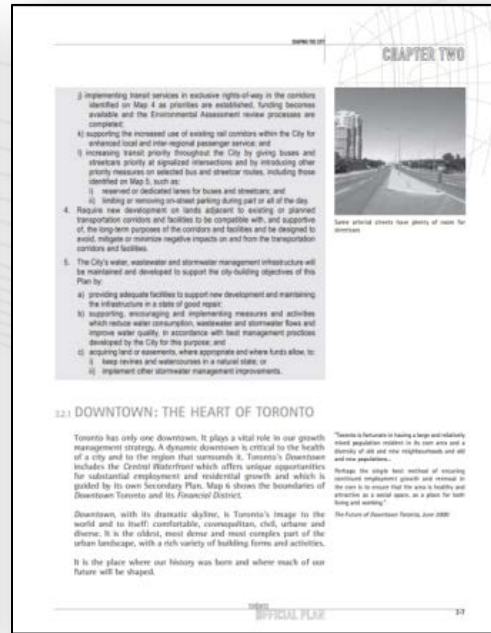 SHAPING THE CITY
CHAPTER TWO
j) implementing transit services in exclusive rights-of-way in the corridors
identified on Map 4 as priorities are established, funding becomes
available and the Environmental Assessment review processes are
completed;
k) supporting the increased use of existing rail corridors within the City for
enhanced local and inter-regional passenger service; and
l) increasing transit priority throughout the City by giving buses and
streetcars priority at signalized intersections and by introducing other
priority measures on selected bus and streetcar routes, including those
identified on Map 5, such as:
i) reserved or dedicated lanes for buses and streetcars; and
ii) limiting or removing on-street parking during part or all of the day.
4. Require new development on lands adjacent to existing or planned
transportation corridors and facilities to be compatible with, and supportive
of, the long-term purposes of the corridors and facilities and be designed to
avoid, mitigate or minimize negative impacts on and from the transportation
corridors and facilities.
5. The City's water, wastewater and stormwater management infrastructure will
be maintained and developed to support the city-building objectives of this
Plan by:
a) providing adequate facilities to support new development and maintaining
the infrastructure in a state of good repair;
b) supporting, encouraging and implementing measures and activities
which reduce water consumption, wastewater and stormwater flows and
improve water quality, in accordance with best management practices
developed by the City for this purpose; and
c) acquiring land or easements, where appropriate and where funds allow, to:
i) keep ravines and watercourses in a natural state; or
ii) implement other stormwater management improvements.
Some arterial streets have plenty of room for
streetcars
2.2.1 DOWNTOWN: THE HEART OF TORONTO
Toronto has only one downtown. It plays a vital role in our growth
management strategy. A dynamic downtown is critical to the health
of a city and to the region that surrounds it. Toronto's Downtown
includes the Central Waterfront which offers unique opportunities
for substantial employment and residential growth and which is
guided by its own Secondary Plan. Map 6 shows the boundaries of
Downtown Toronto and its Financial District.
Downtown, with its dramatic skyline, is Toronto's image to the
world and to itself: comfortable, cosmopolitan, civil, urbane and
diverse. It is the oldest, most dense and most complex part of the
urban landscape, with a rich variety of building forms and activities.
It is the place where our history was born and where much of our
future will be shaped.
"Toronto is fortunate in having a large and relatively
mixed population resident in its core area and a
diversity of old and new neighbourhoods and old
and new populations...
Perhaps the single best method of ensuring
continued employment growth and renewal in
the core is to ensure that the area is healthy and
attractive as a social space, as a place for both
living and working."
The Future of Downtown Toronto, June 2000
TORONTO
OFFICIAL PLAN
2-7